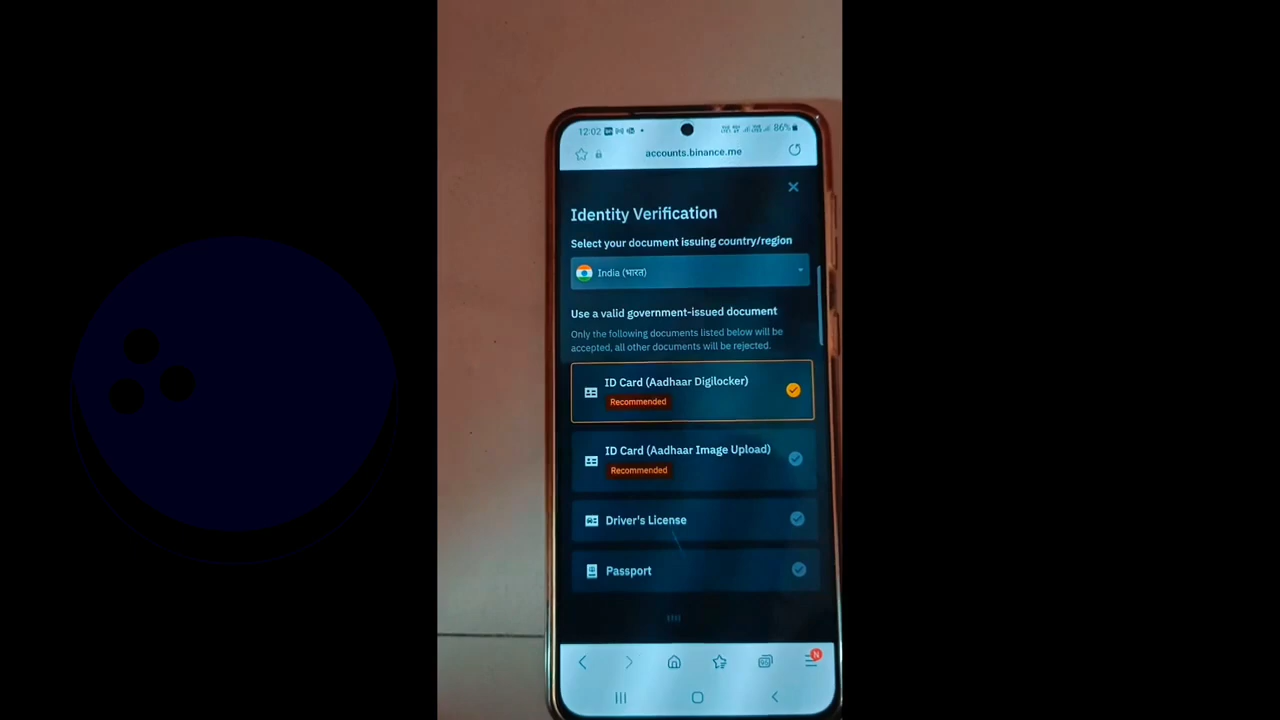 12:02
86%
accounts.binance.me
Identity Verification
Select your document issuing country/region
India (भारत)
Use a valid government-issued document
Only the following documents listed below will be
accepted, all other documents will be rejected.
ID Card (Aadhaar Digilocker)
Recommended
ID Card (Aadhaar Image Upload)
Recommended
Driver's License
Passport
N